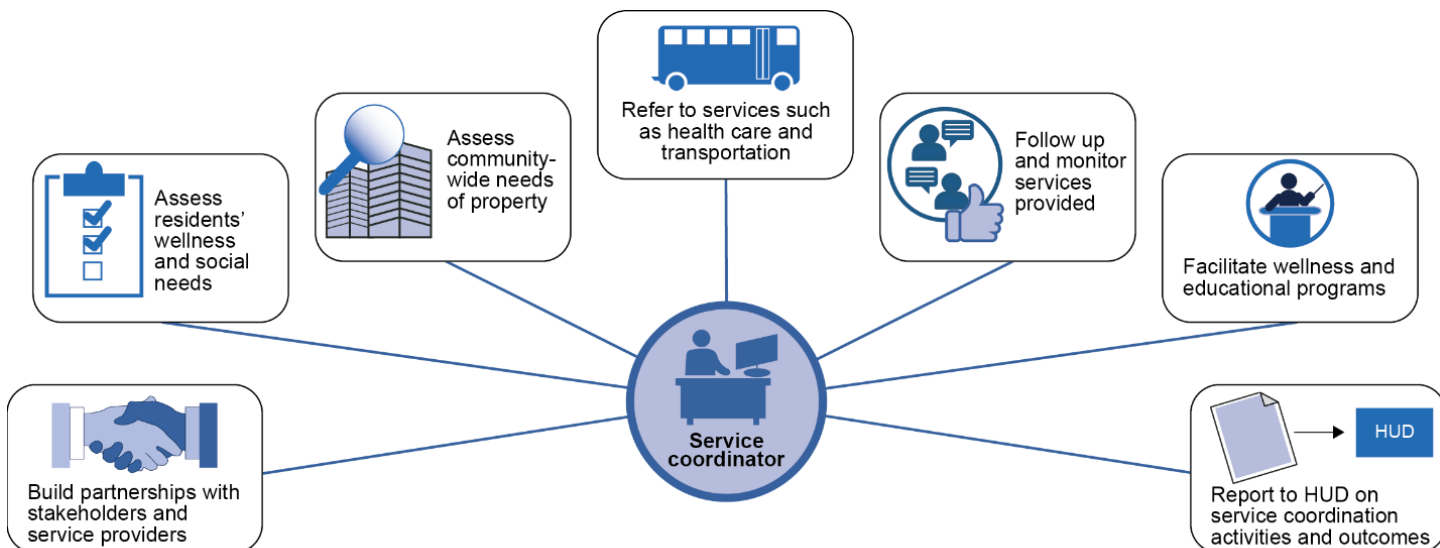 Refer to services such
as health care and
transportation
Assess
community-
wide needs
of property
Follow up
and monitor
services
provided
Assess
residents’
wellness
and social
needs
Facilitate wellness and
educational programs
Service
coordinator
Build partnerships with
stakeholders and
service providers
HUD
Report to HUD on
service coordination
activities and outcomes